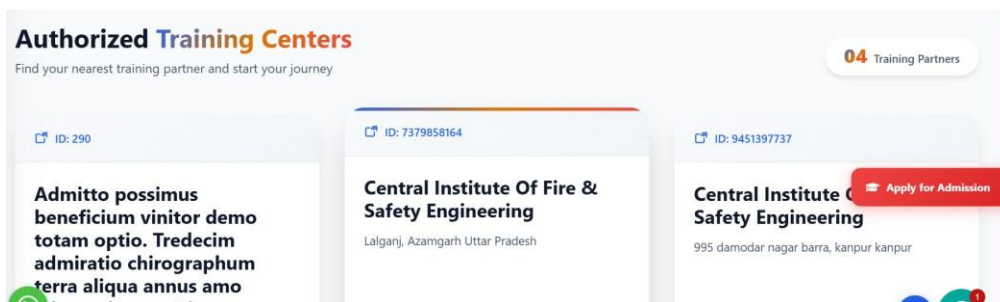 Authorized Training Centers
Find your nearest training partner and start your journey
04 Training Partners
ID: 290
Admitto possimus
beneficium vinitor demo
totam optio. Tredecim
admiratio chirographum
terra aliqua annus amo
ID: 7379858164
Central Institute Of Fire &
Safety Engineering
Lalganj, Azamgarh Uttar Pradesh
ID: 9451397737
Central Institute
Safety Engineering
995 damodar nagar barra, kanpur kanpur
Apply for Admission
1